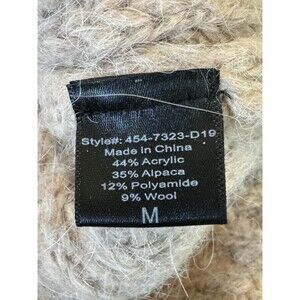 Style#: 454-7323-D19
Made in China
44% Acrylic
35% Alpaca
12% Polyamide
9% Wool
M